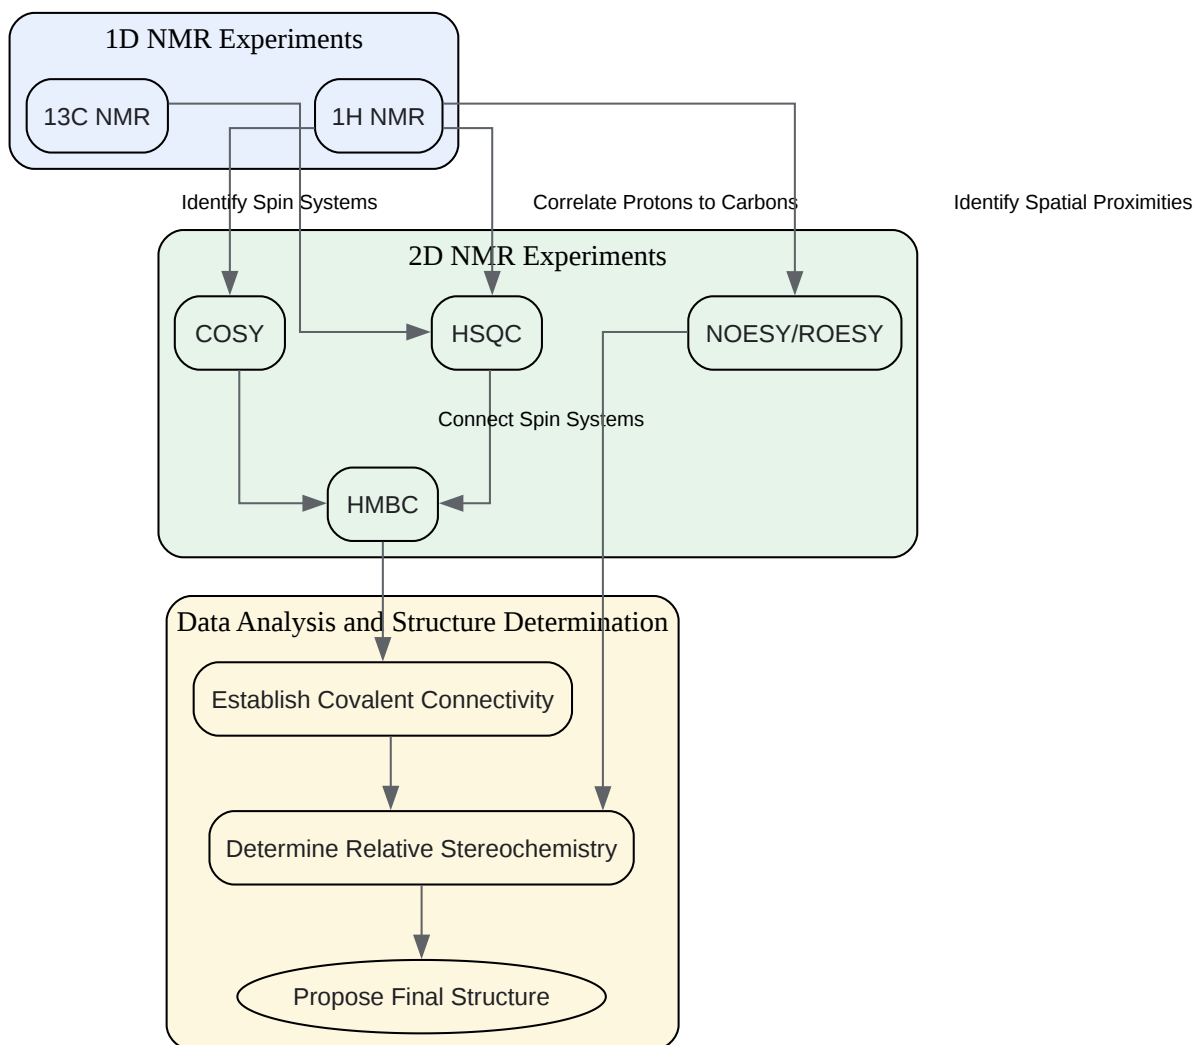 1D NMR Experiments
13C NMR
1H NMR
Identify Spin Systems
Correlate Protons to Carbons
Identify Spatial Proximities
2D NMR Experiments
COSY
HSQC
NOESY/ROESY
Connect Spin Systems
HMBC
Data Analysis and Structure Determination
Establish Covalent Connectivity
Determine Relative Stereochemistry
Propose Final Structure